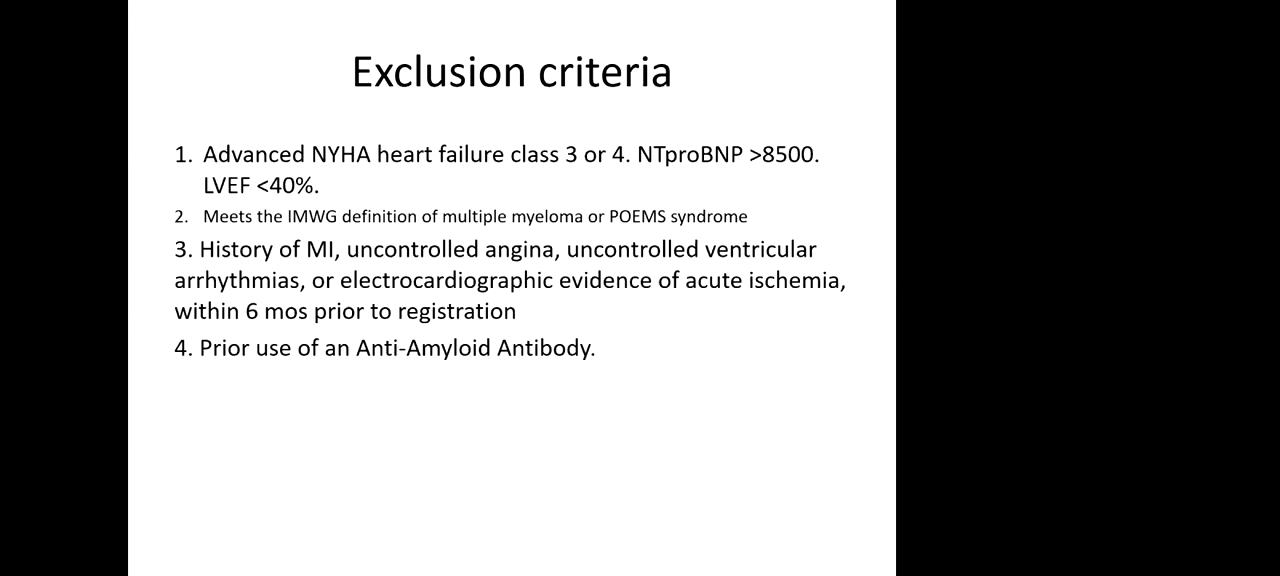 Exclusion criteria
1. Advanced NYHA heart failure class 3 or 4. NTproBNP >8500.
LVEF <40%.
2. Meets the IMWG definition of multiple myeloma or POEMS syndrome
3. History of MI, uncontrolled angina, uncontrolled ventricular
arrhythmias, or electrocardiographic evidence of acute ischemia,
within 6 mos prior to registration
4. Prior use of an Anti-Amyloid Antibody.